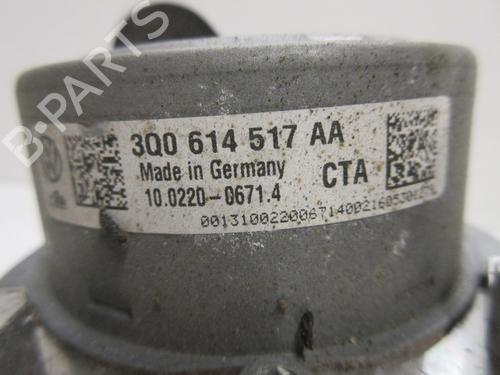 3Q0 614 517 AA
Made in Germany
10.0220-0671.4 CTA
B-Parts